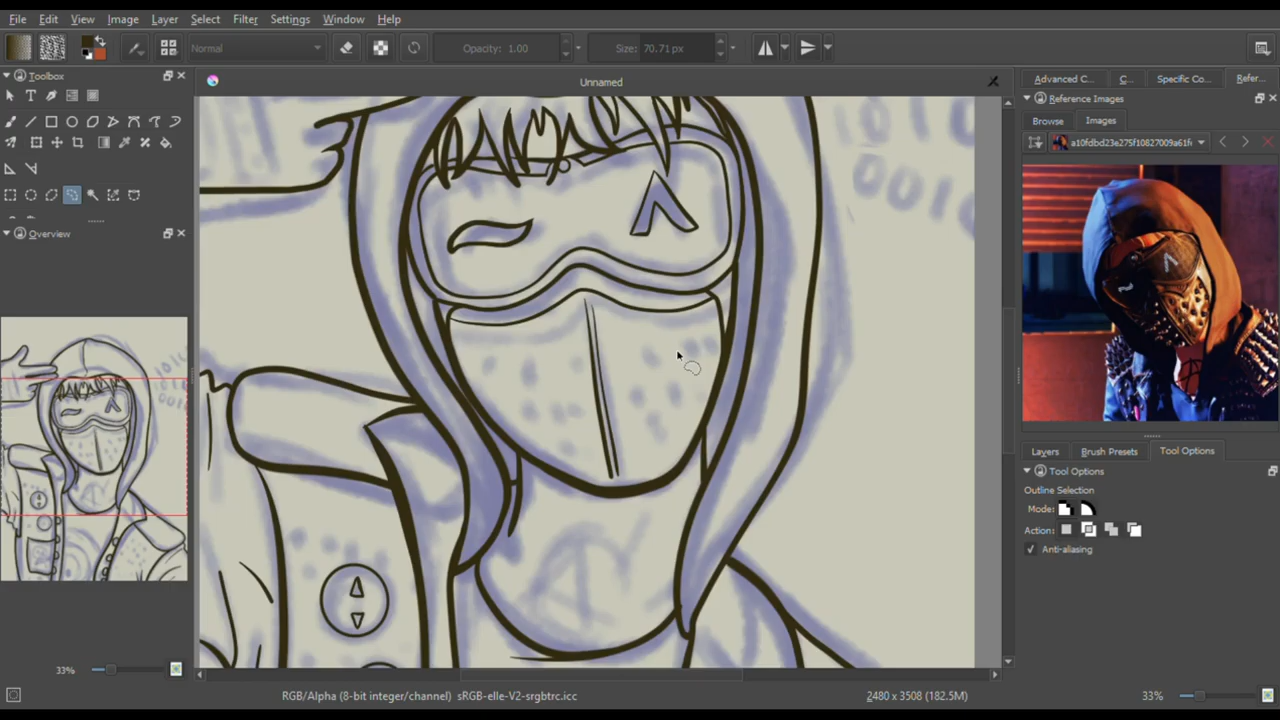 File Edit View Image Layer Select Filter Settings Window Help
Normal Opacity: 1.00 Size: 70.71 px
Toolbox
Unnamed
Advanced C... C... Specific Co... Refer...
Reference Images
Browse Images
a10fdbd23e275f10827009a61f
Overview
Layers Brush Presets Tool Options
Tool Options
Outline Selection
Mode:
Action:
Anti-aliasing
33%
RGB/Alpha (8-bit integer/channel) sRGB-elle-V2-srgbtrc.icc
2480 x 3508 (182.5M)
33%